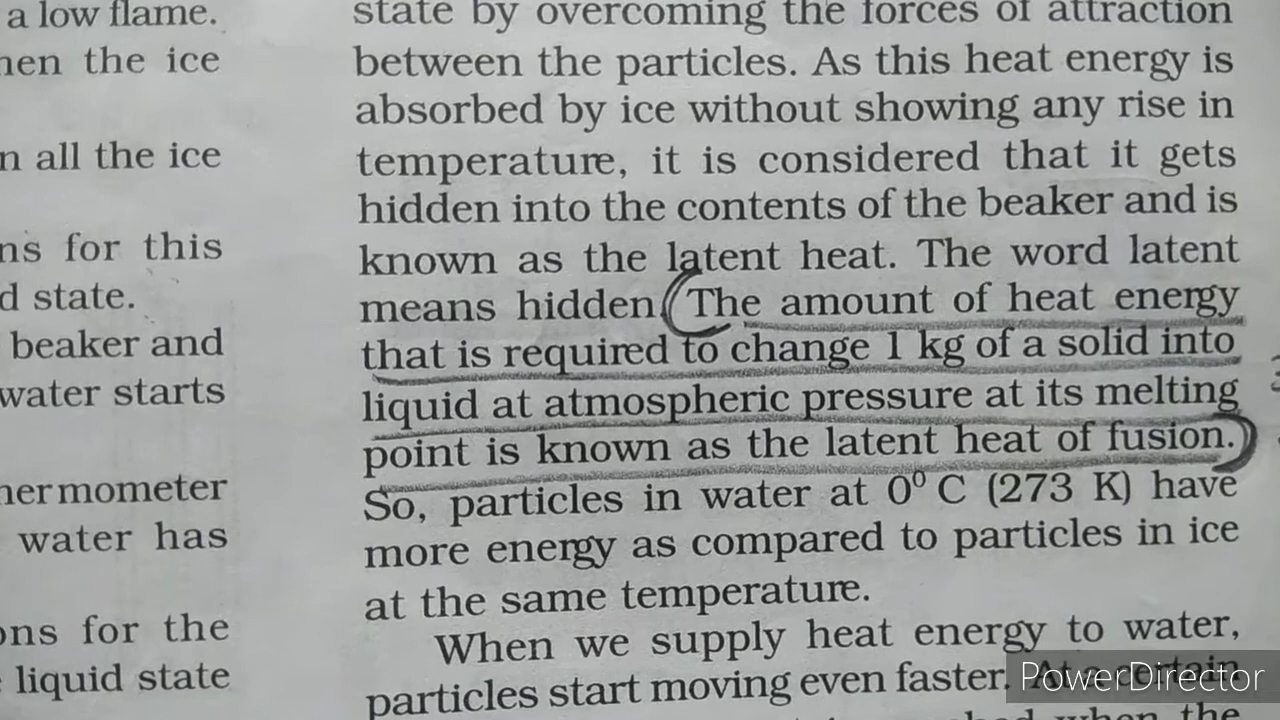 a low flame.
hen the ice
n all the ice
ns for this
d state.
beaker and
water starts
hermometer
water has
ons for the
liquid state
state by overcoming the forces of attraction
between the particles. As this heat energy is
absorbed by ice without showing any rise in
temperature, it is considered that it gets
hidden into the contents of the beaker and is
known as the latent heat. The word latent
means hidden. (The amount of heat energy
that is required to change 1 kg of a solid into
liquid at atmospheric pressure at its melting
point is known as the latent heat of fusion.)
So, particles in water at 0⁰ C (273 K) have
more energy as compared to particles in ice
at the same temperature.
When we supply heat energy to water,
particles start moving even faster. At a certain
when the
PowerDirector